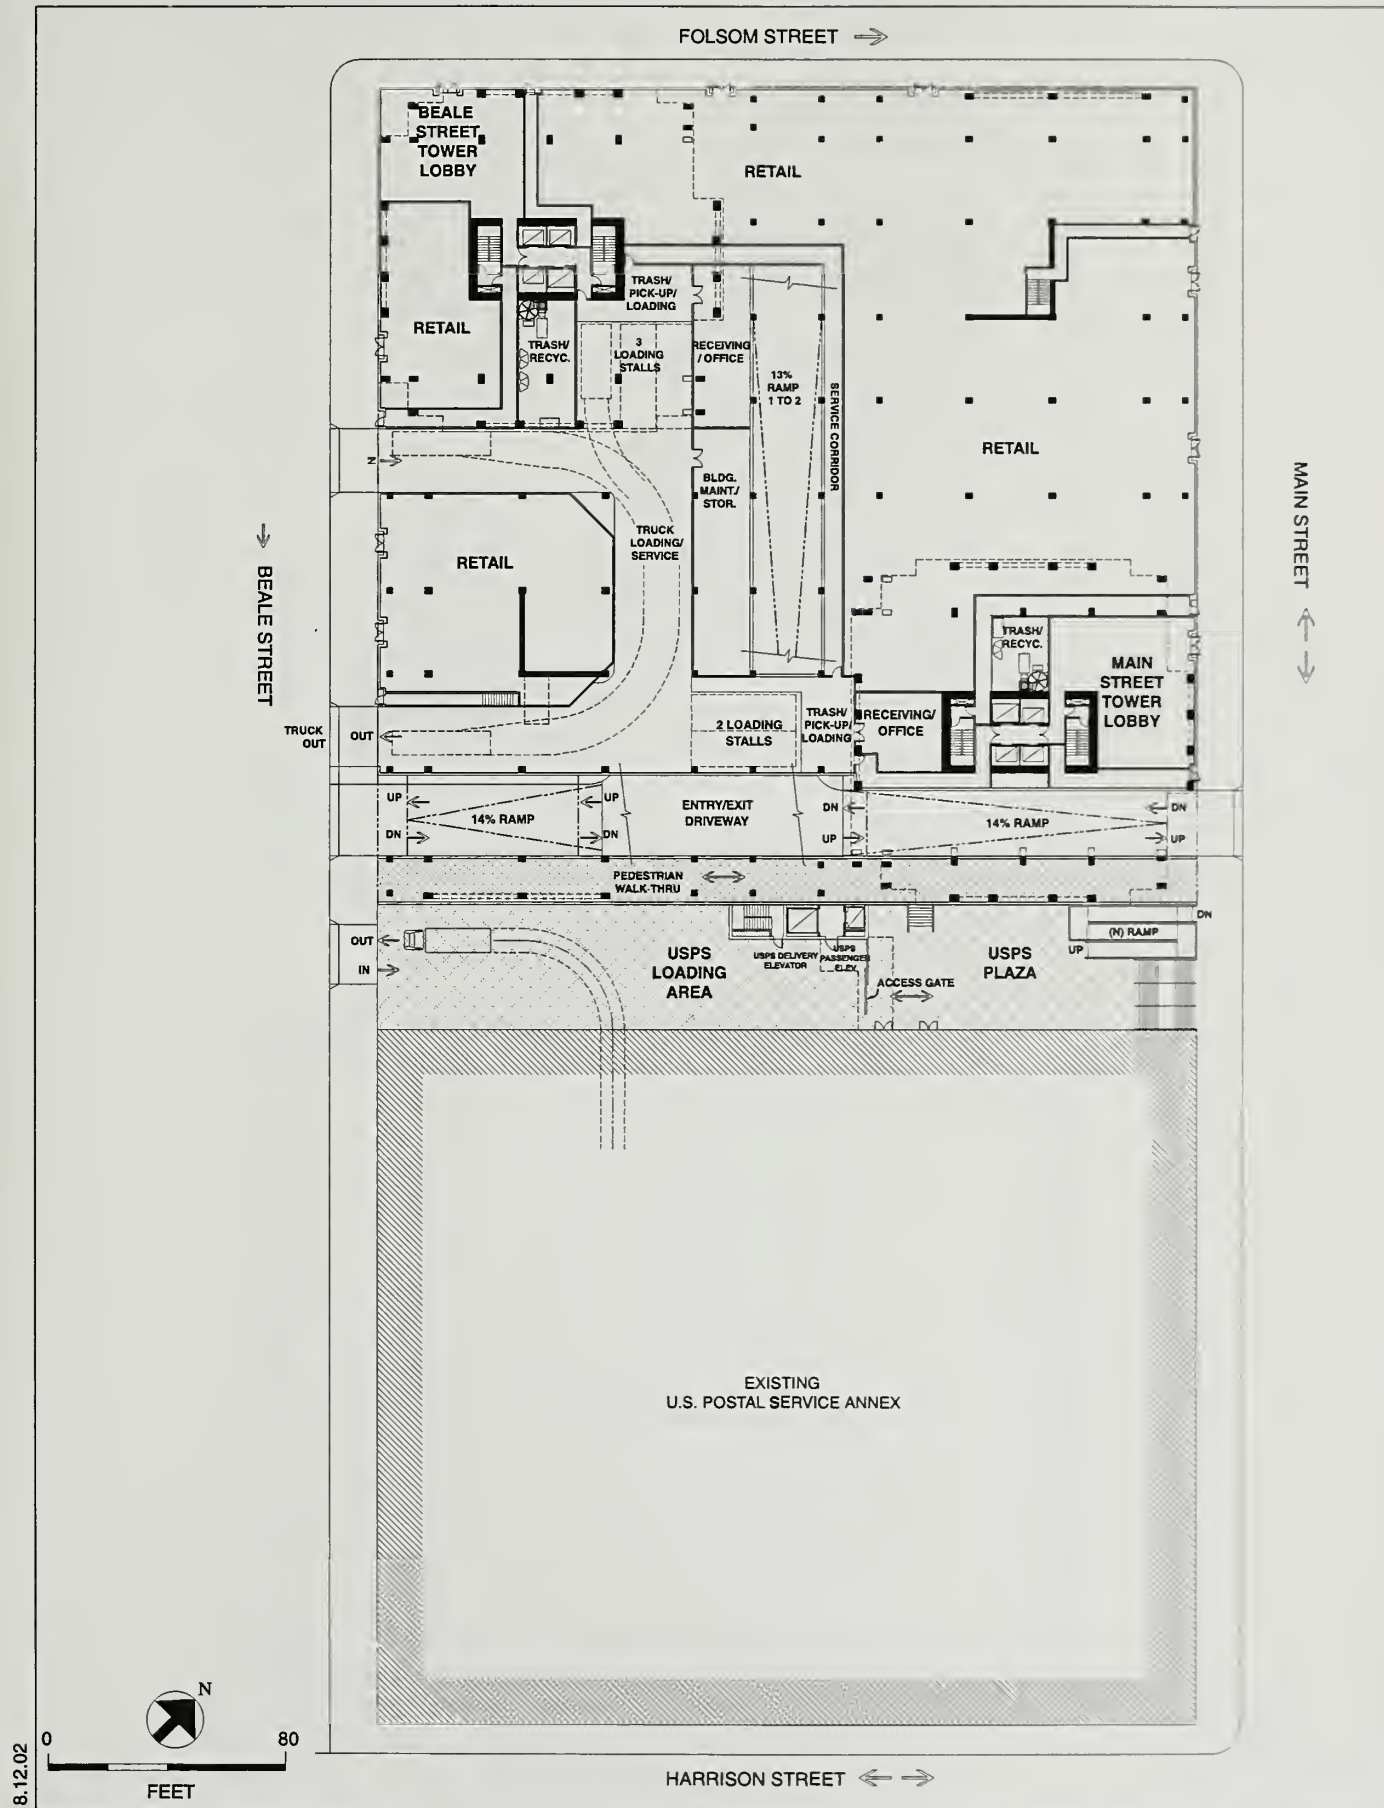 FOLSOM STREET
BEALE
STREET
TOWER
LOBBY
RETAIL
TRASH/
PICK-UP/
LOADING
RETAIL
TRASH/
RECYC.
3
LOADING
STALLS
RECEIVING
/ OFFICE
13%
RAMP
1 TO 2
SERVICE CORRIDOR
RETAIL
N
BLDG.
MAINT./
STOR.
TRUCK
LOADING/
SERVICE
RETAIL
MAIN STREET
BEALE STREET
TRASH/
RECYC.
MAIN
STREET
TOWER
LOBBY
TRUCK
OUT
OUT
2 LOADING
STALLS
TRASH/
PICK-UP/
LOADING
RECEIVING/
OFFICE
UP
DN
14% RAMP
UP
DN
ENTRY/EXIT
DRIVEWAY
DN
UP
14% RAMP
DN
UP
PEDESTRIAN
WALK-THRU
OUT
IN
USPS
LOADING
AREA
USPS DELIVERY
ELEVATOR
USPS
PASSENGER
ELEV.
ACCESS GATE
USPS
PLAZA
DN
(N) RAMP
UP
EXISTING
U.S. POSTAL SERVICE ANNEX
N
0 80
FEET
HARRISON STREET
8.12.02